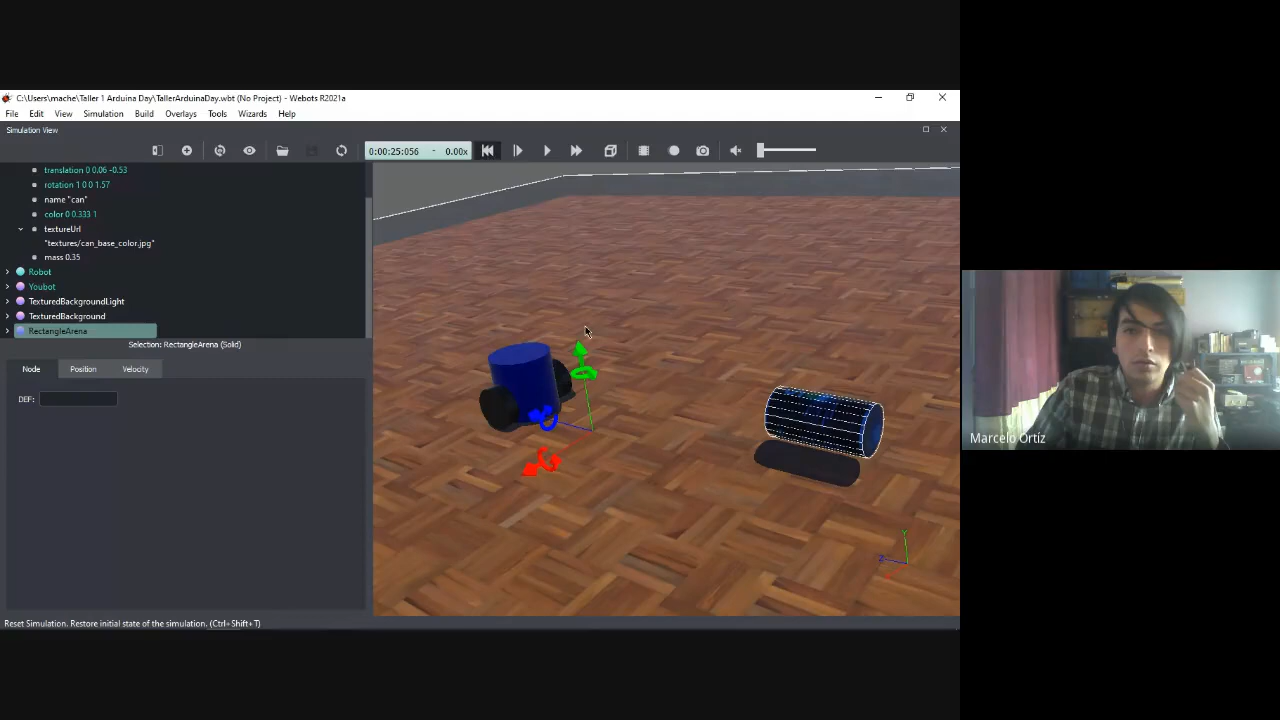 C:\Users\mache\Taller 1 Arduina Day\TallerArduinaDay.wbt (No Project) - Webots R2021a
File Edit View Simulation Build Overlays Tools Wizards Help
Simulation View
0:00:25:056 - 0.00x
translation 0 0.06 -0.53
rotation 1 0 0 1.57
name "can"
color 0 0.333 1
textureUrl
"textures/can_base_color.jpg"
mass 0.35
Robot
Youbot
TexturedBackgroundLight
TexturedBackground
RectangleArena
Selection: RectangleArena (Solid)
Node Position Velocity
DEF:
Y
Z
Marcelo Ortíz
Reset Simulation. Restore initial state of the simulation. (Ctrl+Shift+T)